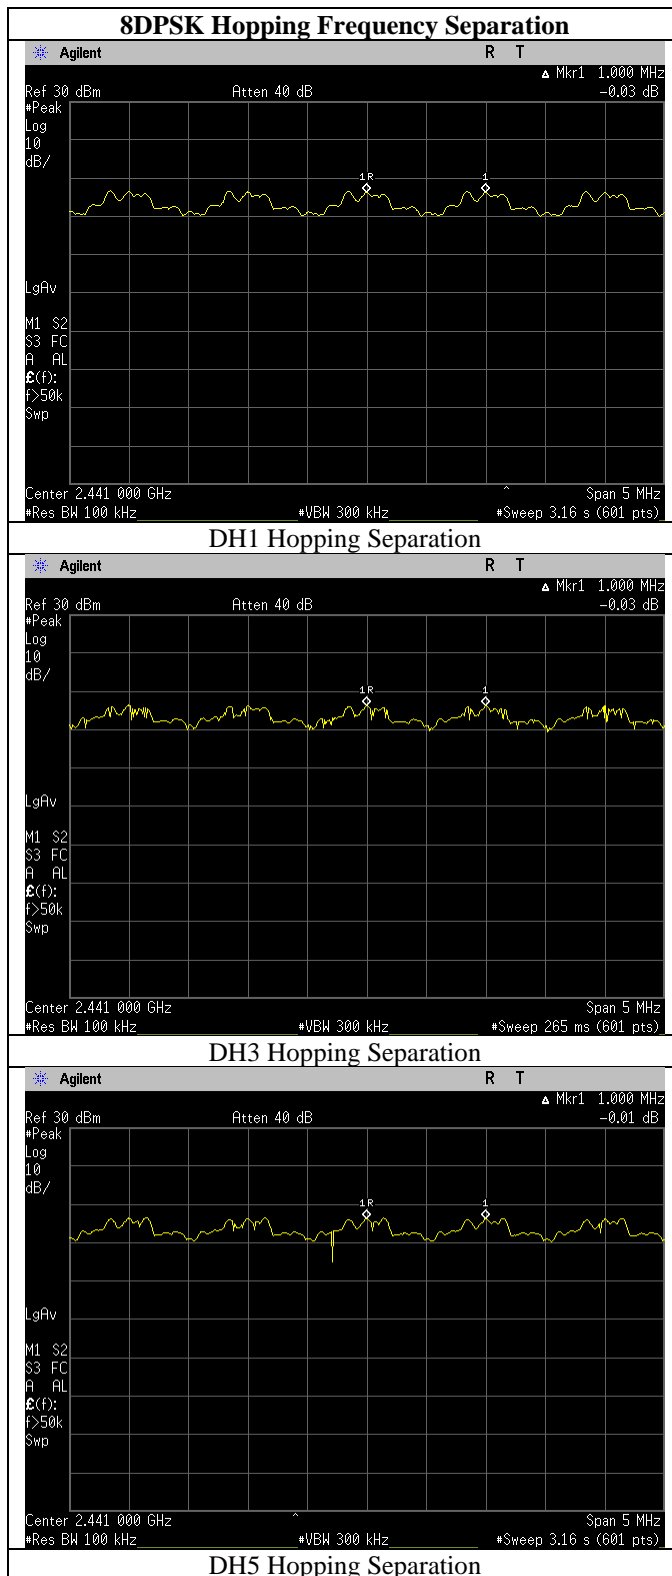 8DPSK Hopping Frequency Separation
Agilent R T
Δ Mkr1 1.000 MHz
Ref 30 dBm Atten 40 dB -0.03 dB
#Peak
Log
10
dB/
1R 1
LgAv
M1 S2
S3 FC
A AL
£(f):
f>50k
Swp
Center 2.441 000 GHz ^ Span 5 MHz
#Res BW 100 kHz #VBW 300 kHz #Sweep 3.16 s (601 pts)
DH1 Hopping Separation
Agilent R T
Δ Mkr1 1.000 MHz
Ref 30 dBm Atten 40 dB -0.03 dB
#Peak
Log
10
dB/
1R 1
LgAv
M1 S2
S3 FC
A AL
£(f):
f>50k
Swp
Center 2.441 000 GHz Span 5 MHz
#Res BW 100 kHz #VBW 300 kHz #Sweep 265 ms (601 pts)
DH3 Hopping Separation
Agilent R T
Δ Mkr1 1.000 MHz
Ref 30 dBm Atten 40 dB -0.01 dB
#Peak
Log
10
dB/
1R 1
LgAv
M1 S2
S3 FC
A AL
£(f):
f>50k
Swp
Center 2.441 000 GHz ^ Span 5 MHz
#Res BW 100 kHz #VBW 300 kHz #Sweep 3.16 s (601 pts)
DH5 Hopping Separation